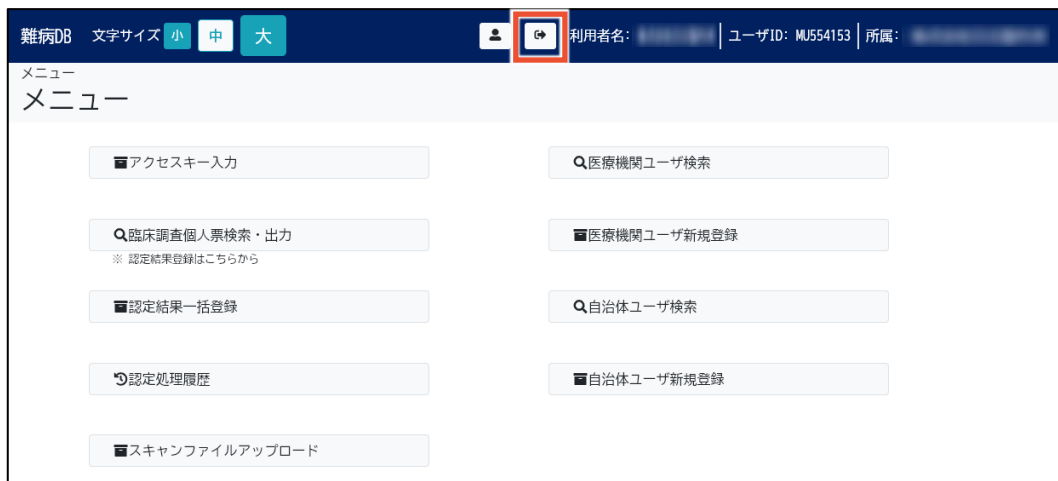 難病DB 文字サイズ 小 中 大 利用者名: ユーザID: MU554153 所属:
メニュー
メニュー
アクセスキー入力
医療機関ユーザ検索
臨床調査個人票検索・出力
※ 認定結果登録はこちらから
医療機関ユーザ新規登録
認定結果一括登録
自治体ユーザ検索
認定処理履歴
自治体ユーザ新規登録
スキャンファイルアップロード